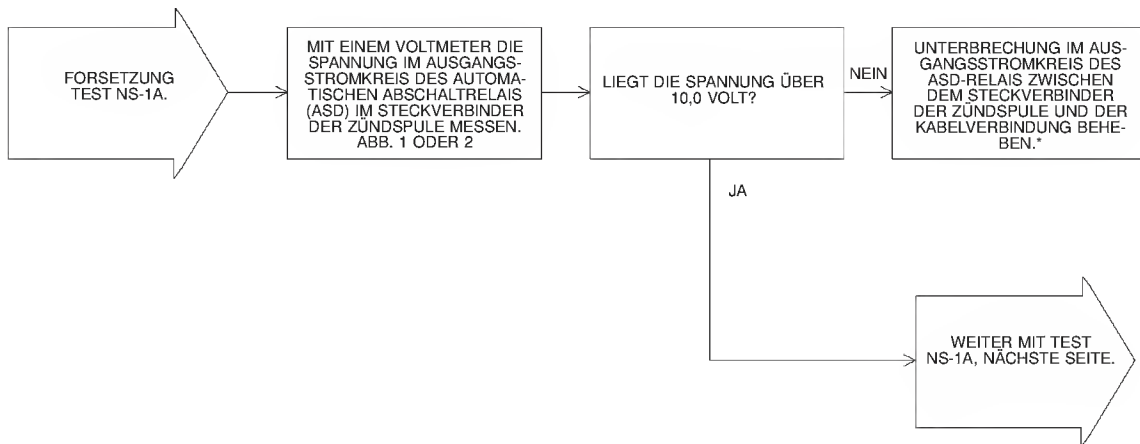 FORSETZUNG
TEST NS-1A.
MIT EINEM VOLTMETER DIE
SPANNUNG IM AUSGANGS-
STROMKREIS DES AUTOMA-
TISCHEN ABSCHALTRELAIS
(ASD) IM STECKVERBINDER
DER ZÜNDSPULE MESSEN.
ABB. 1 ODER 2
LIEGT DIE SPANNUNG ÜBER
10,0 VOLT?
NEIN
UNTERBRECHUNG IM AUS-
GANGSSTROMKREIS DES
ASD-RELAIS ZWISCHEN
DEM STECKVERBINDER
DER ZÜNDSPULE UND DER
KABELVERBINDUNG BEHE-
BEN.*
JA
WEITER MIT TEST
NS-1A, NÄCHSTE SEITE.